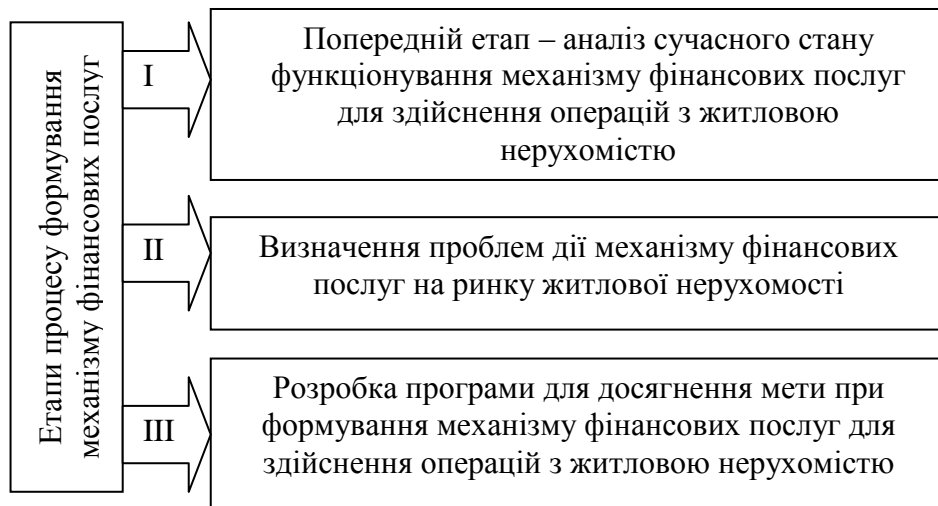 Етапи процесу формування
механізму фінансових послуг
I
Попередній етап – аналіз сучасного стану
функціонування механізму фінансових послуг
для здійснення операцій з житловою
нерухомістю
II
Визначення проблем дії механізму фінансових
послуг на ринку житлової нерухомості
III
Розробка програми для досягнення мети при
формування механізму фінансових послуг для
здійснення операцій з житловою нерухомістю